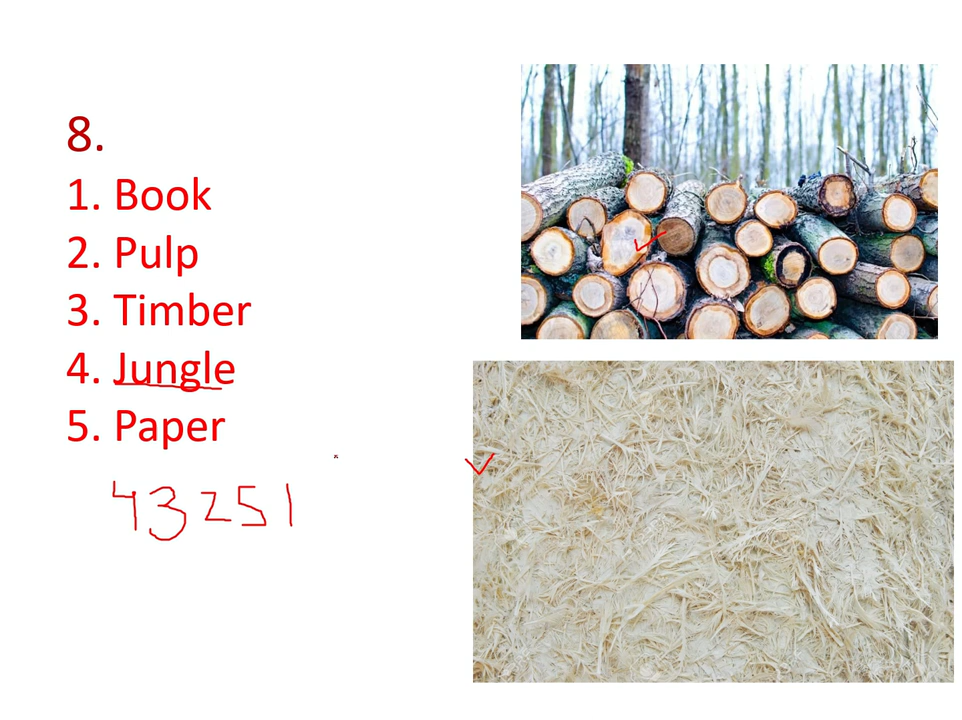 8.
1. Book
2. Pulp
3. Timber
4. Jungle
5. Paper
43251